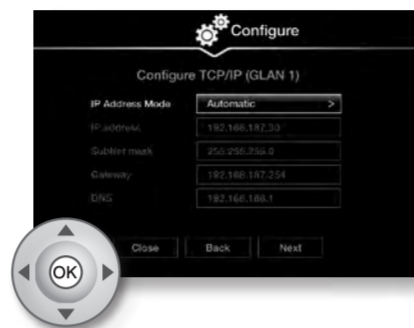 Configure
Configure TCP/IP (GLAN 1)
IP Address Mode Automatic >
IP address 192.168.187.30
SubNet mask 255.255.255.0
Gateway 192.168.187.254
DNS 192.168.188.1
Close Back Next
OK